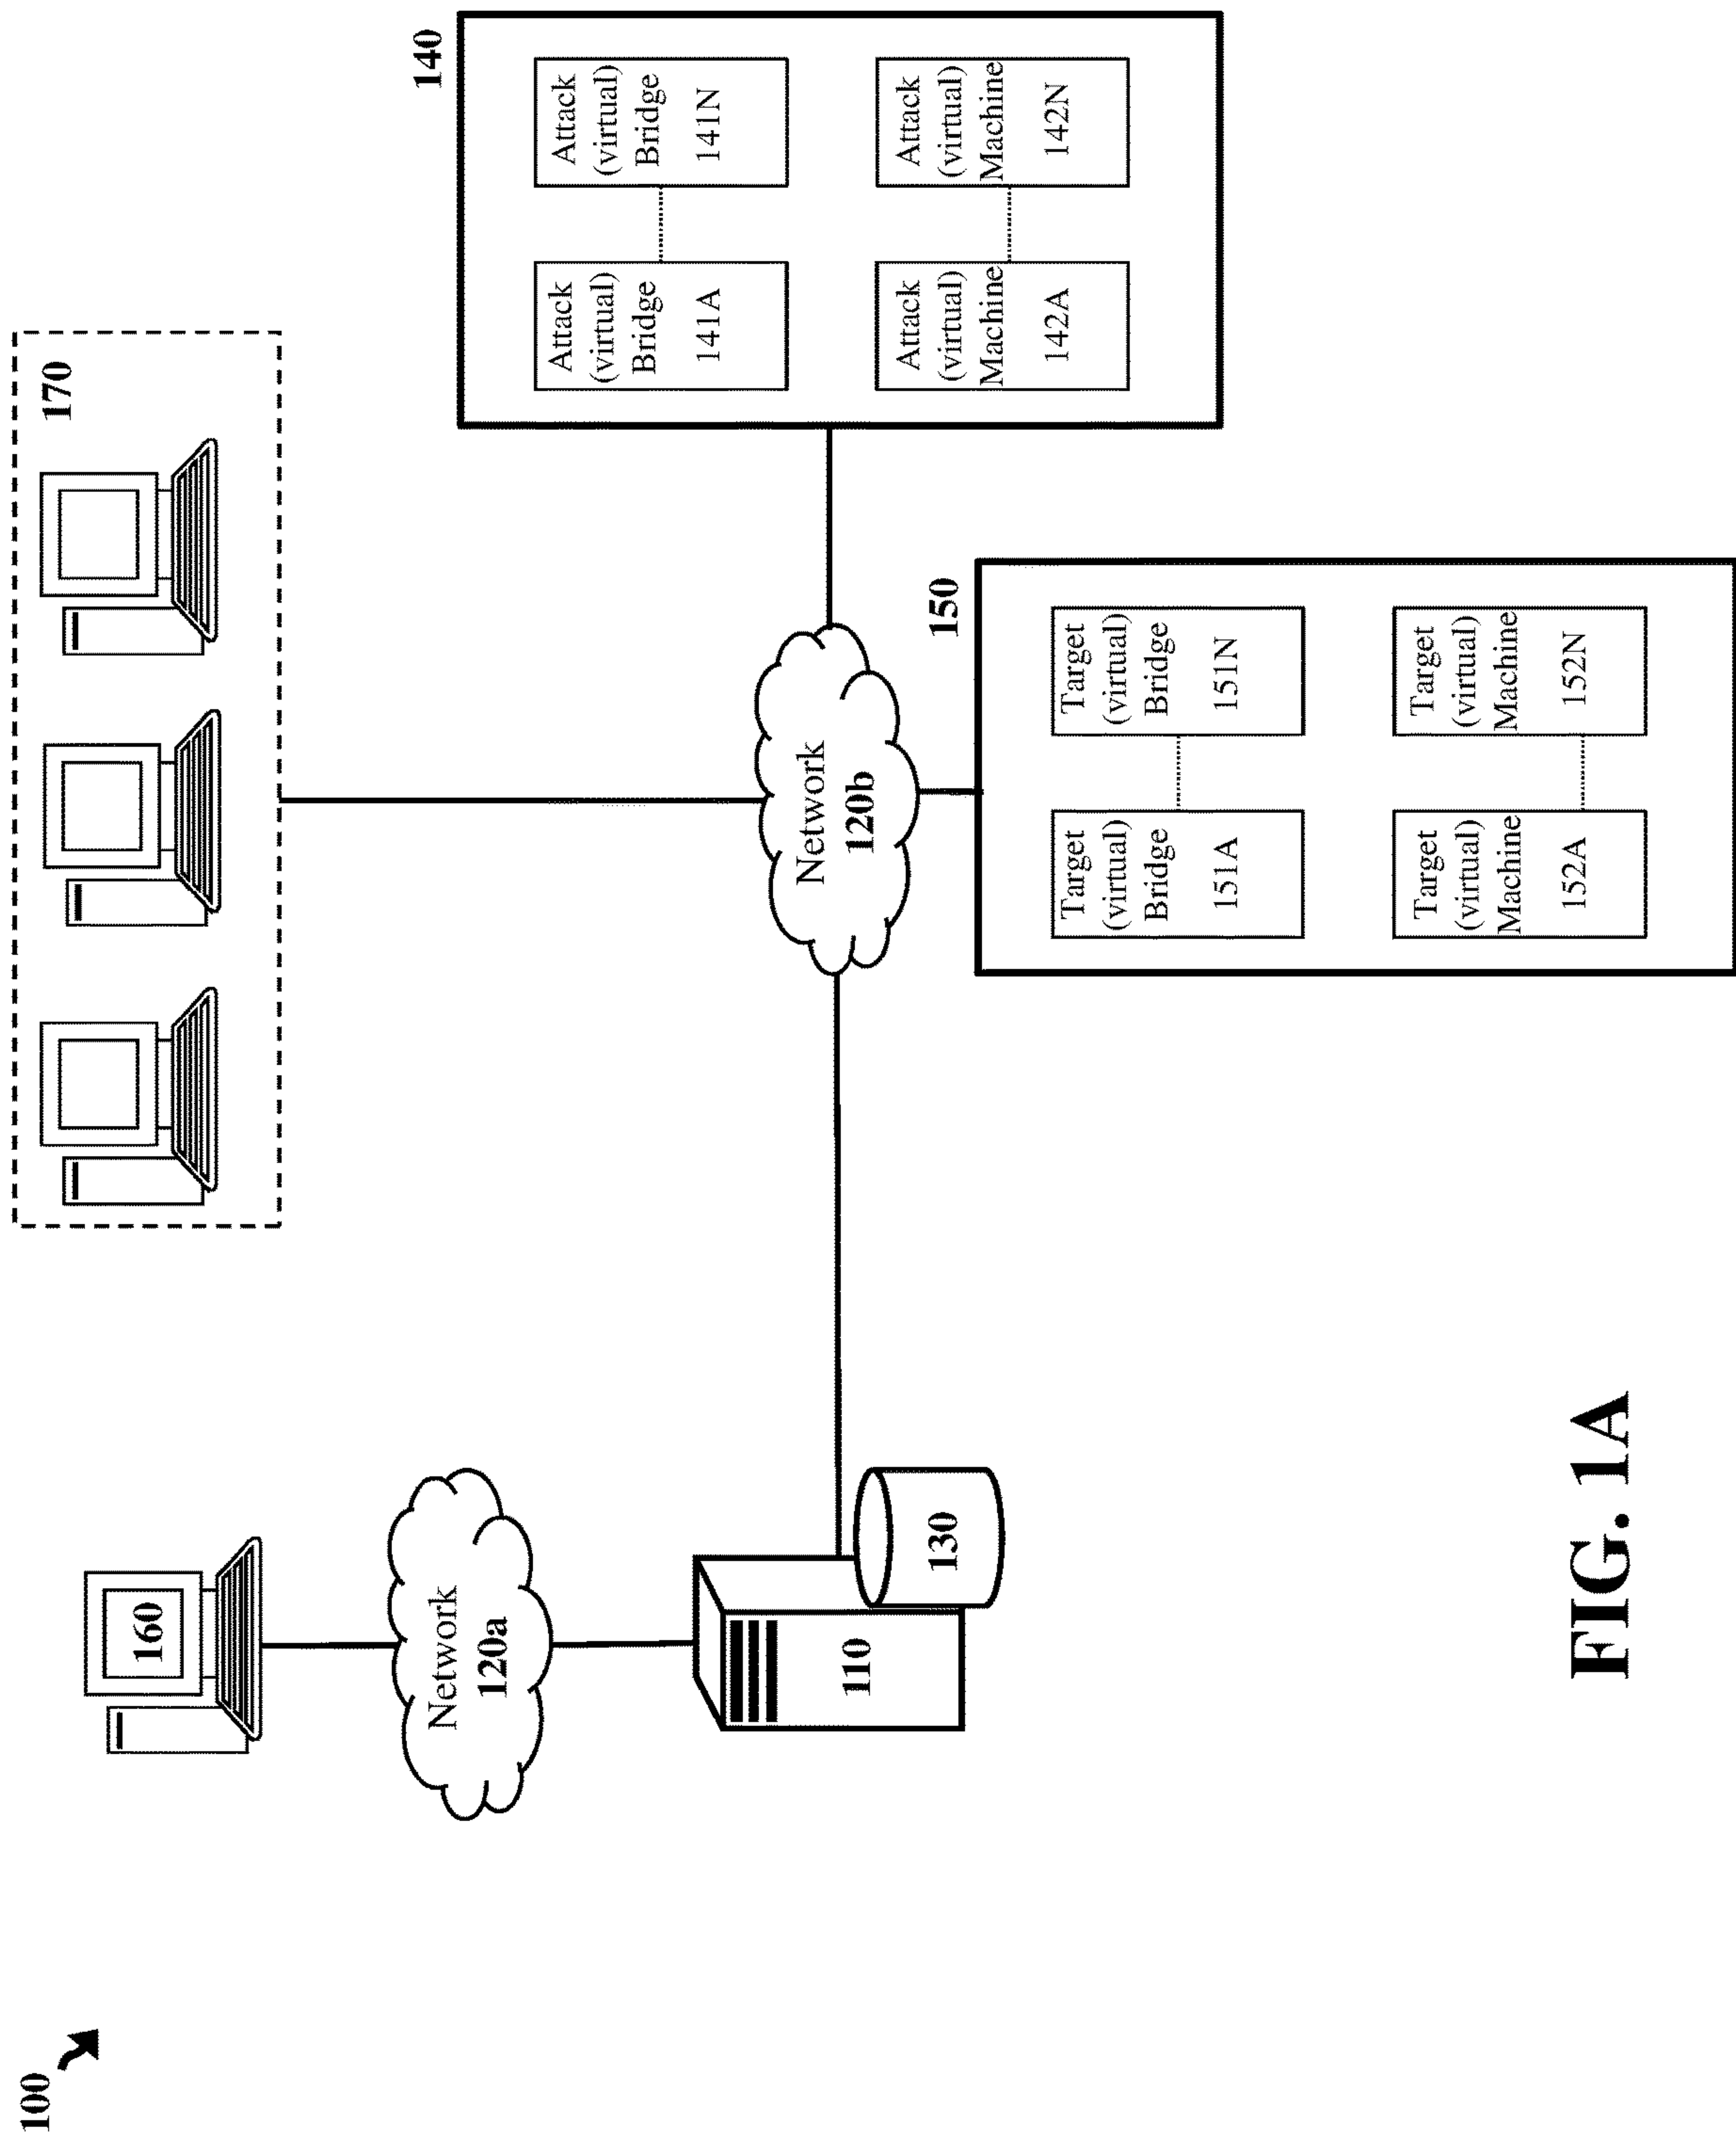 100
160
Network
120a
110
130
170
Network
120b
140
Attack
(virtual)
Bridge
141A
Attack
(virtual)
Bridge
141N
Attack
(virtual)
Machine
142A
Attack
(virtual)
Machine
142N
150
Target
(virtual)
Bridge
151A
Target
(virtual)
Bridge
151N
Target
(virtual)
Machine
152A
Target
(virtual)
Machine
152N
FIG. 1A